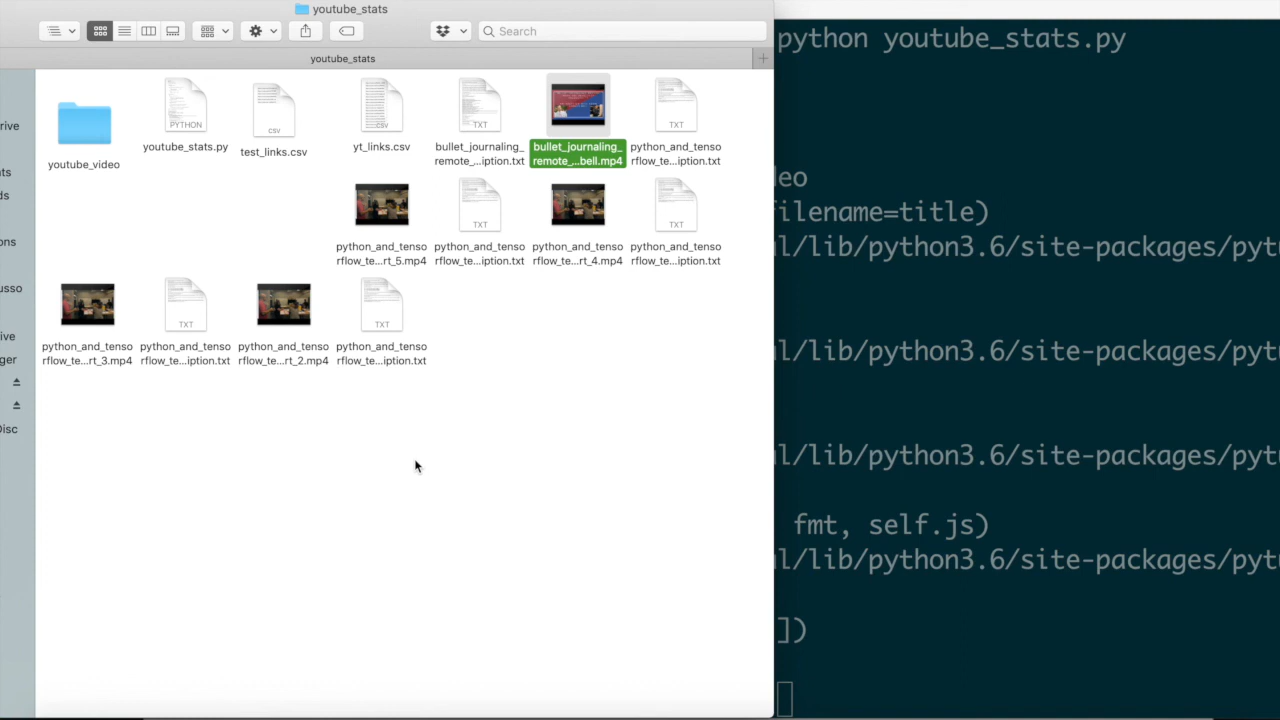 youtube_stats
Search
youtube_stats
rive
ts
ds
ons
usso
ive
ger
Disc
PYTHON
csv
csv
TXT
TXT
youtube_video
youtube_stats.py
test_links.csv
yt_links.csv
bullet_journaling_
remote_...iption.txt
bullet_journaling_
remote_...bell.mp4
python_and_tenso
rflow_te...iption.txt
TXT
TXT
python_and_tenso
rflow_te...rt_5.mp4
python_and_tenso
rflow_te...iption.txt
python_and_tenso
rflow_te...rt_4.mp4
python_and_tenso
rflow_te...iption.txt
TXT
TXT
python_and_tenso
rflow_te...rt_3.mp4
python_and_tenso
rflow_te...iption.txt
python_and_tenso
rflow_te...rt_2.mp4
python_and_tenso
rflow_te...iption.txt
python youtube_stats.py
eo
filename=title)
l/lib/python3.6/site-packages/pyt
l/lib/python3.6/site-packages/pyt
l/lib/python3.6/site-packages/pyt
fmt, self.js)
l/lib/python3.6/site-packages/pyt
])